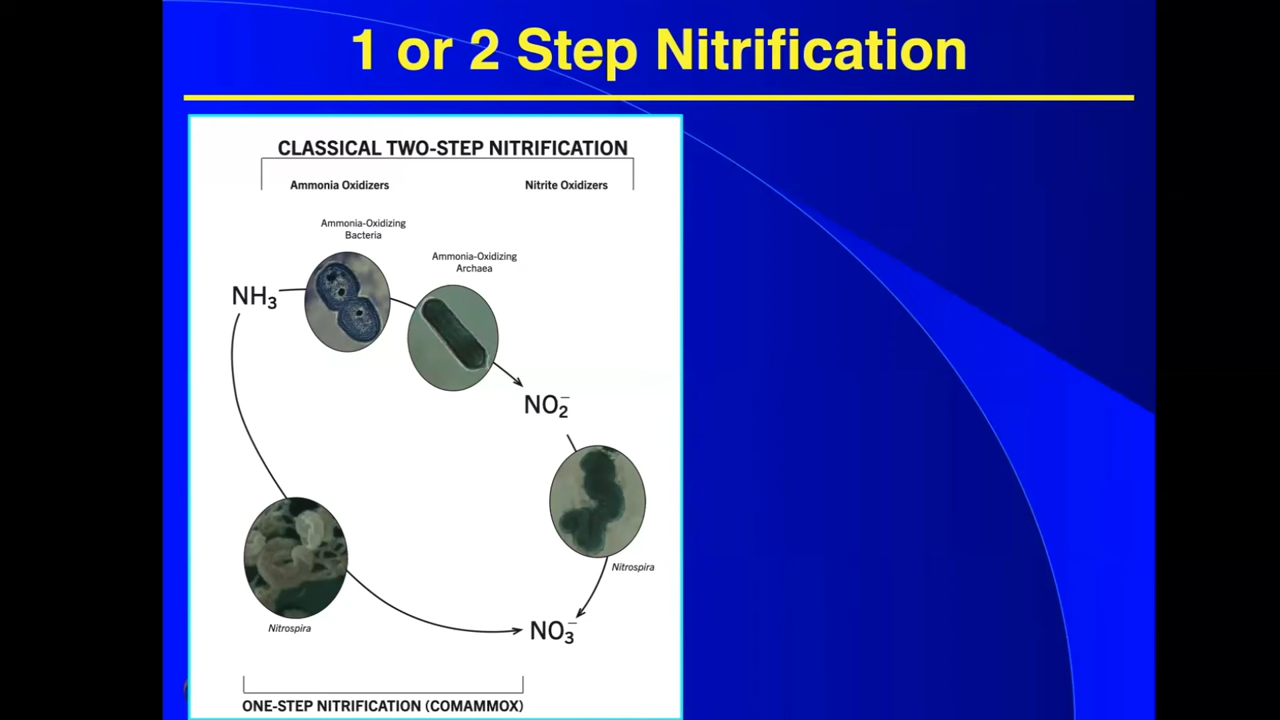 1 or 2 Step Nitrification
CLASSICAL TWO-STEP NITRIFICATION
Ammonia Oxidizers
Nitrite Oxidizers
Ammonia-Oxidizing
Bacteria
Ammonia-Oxidizing
Archaea
NH₃
NO₂⁻
Nitrospira
Nitrospira
NO₃⁻
ONE-STEP NITRIFICATION (COMAMMOX)